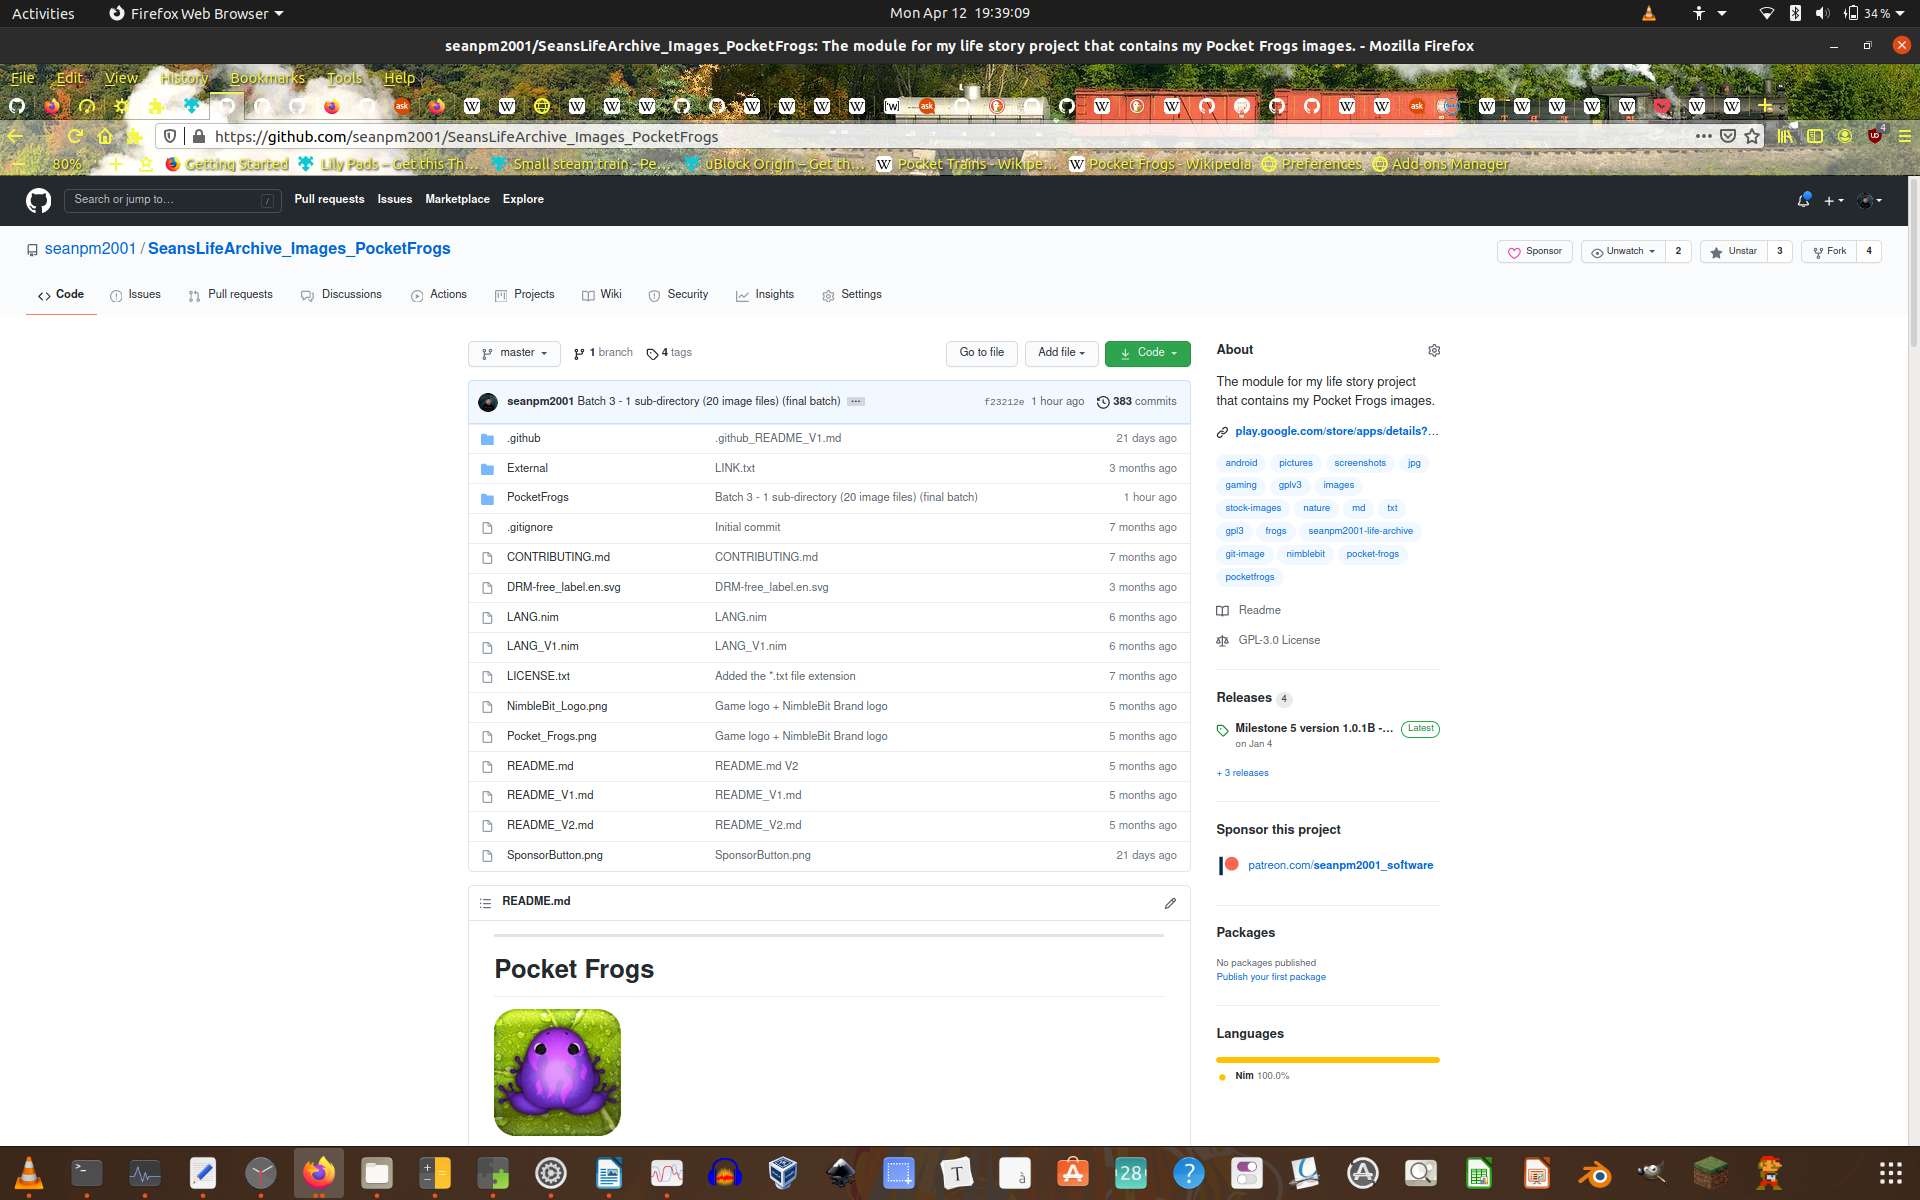 Activities Firefox Web Browser Mon Apr 12 19:39:09 34 %
seanpm2001/SeansLifeArchive_Images_PocketFrogs: The module for my life story project that contains my Pocket Frogs images. - Mozilla Firefox
File Edit View History Bookmarks Tools Help
https://github.com/seanpm2001/SeansLifeArchive_Images_PocketFrogs
80% Getting Started Lily Pads – Get this Th… Small steam train - Pe… uBlock Origin – Get th… Pocket Trains - Wikipe… Pocket Frogs - Wikipedia Preferences Add-ons Manager
Search or jump to… / Pull requests Issues Marketplace Explore
seanpm2001 / SeansLifeArchive_Images_PocketFrogs Sponsor Unwatch 2 Unstar 3 Fork 4
Code Issues Pull requests Discussions Actions Projects Wiki Security Insights Settings
master 1 branch 4 tags Go to file Add file Code
seanpm2001 Batch 3 - 1 sub-directory (20 image files) (final batch) f23212e 1 hour ago 383 commits
.github .github_README_V1.md 21 days ago
External LINK.txt 3 months ago
PocketFrogs Batch 3 - 1 sub-directory (20 image files) (final batch) 1 hour ago
.gitignore Initial commit 7 months ago
CONTRIBUTING.md CONTRIBUTING.md 7 months ago
DRM-free_label.en.svg DRM-free_label.en.svg 3 months ago
LANG.nim LANG.nim 6 months ago
LANG_V1.nim LANG_V1.nim 6 months ago
LICENSE.txt Added the *.txt file extension 7 months ago
NimbleBit_Logo.png Game logo + NimbleBit Brand logo 5 months ago
Pocket_Frogs.png Game logo + NimbleBit Brand logo 5 months ago
README.md README.md V2 5 months ago
README_V1.md README_V1.md 5 months ago
README_V2.md README_V2.md 5 months ago
SponsorButton.png SponsorButton.png 21 days ago
README.md
Pocket Frogs
About
The module for my life story project
that contains my Pocket Frogs images.
play.google.com/store/apps/details?…
android pictures screenshots jpg
gaming gplv3 images
stock-images nature md txt
gpl3 frogs seanpm2001-life-archive
git-image nimblebit pocket-frogs
pocketfrogs
Readme
GPL-3.0 License
Releases 4
Milestone 5 version 1.0.1B -… Latest
on Jan 4
+ 3 releases
Sponsor this project
patreon.com/seanpm2001_software
Packages
No packages published
Publish your first package
Languages
Nim 100.0%